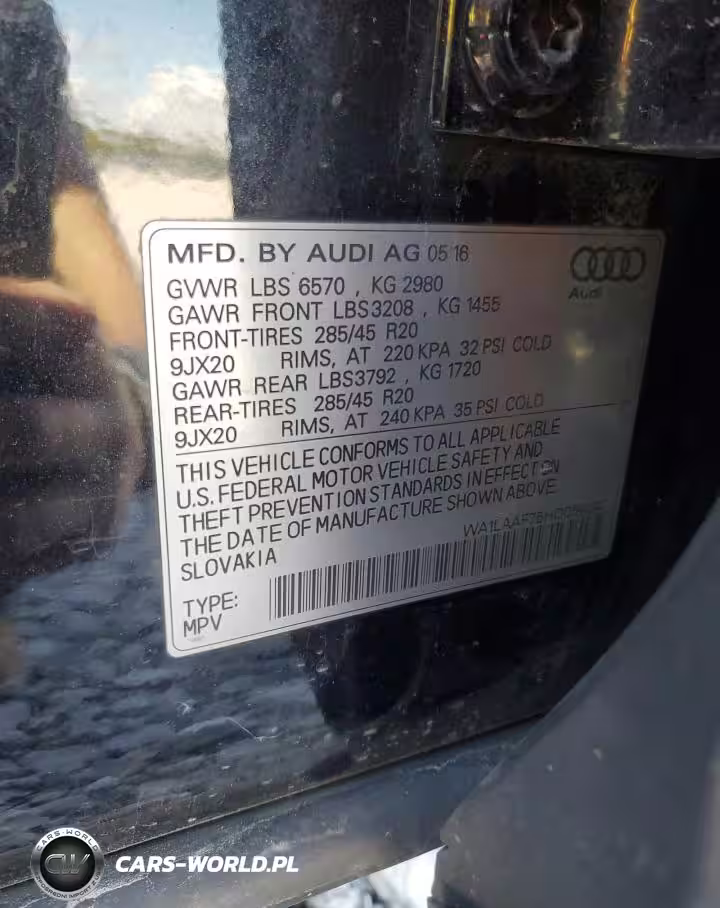 MFD. BY AUDI AG 05 16
Audi
GVWR LBS 6570 , KG 2980
GAWR FRONT LBS3208 , KG 1455
FRONT-TIRES 285/45 R20
9JX20 RIMS, AT 220 KPA 32 PSI COLD
GAWR REAR LBS3792 , KG 1720
REAR-TIRES 285/45 R20
9JX20 RIMS, AT 240 KPA 35 PSI COLD
THIS VEHICLE CONFORMS TO ALL APPLICABLE
U.S. FEDERAL MOTOR VEHICLE SAFETY AND
THEFT PREVENTION STANDARDS IN EFFECT ON
THE DATE OF MANUFACTURE SHOWN ABOVE
SLOVAKIA
TYPE:
MPV
CARS-WORLD
CW
CARS-WORLD.PL